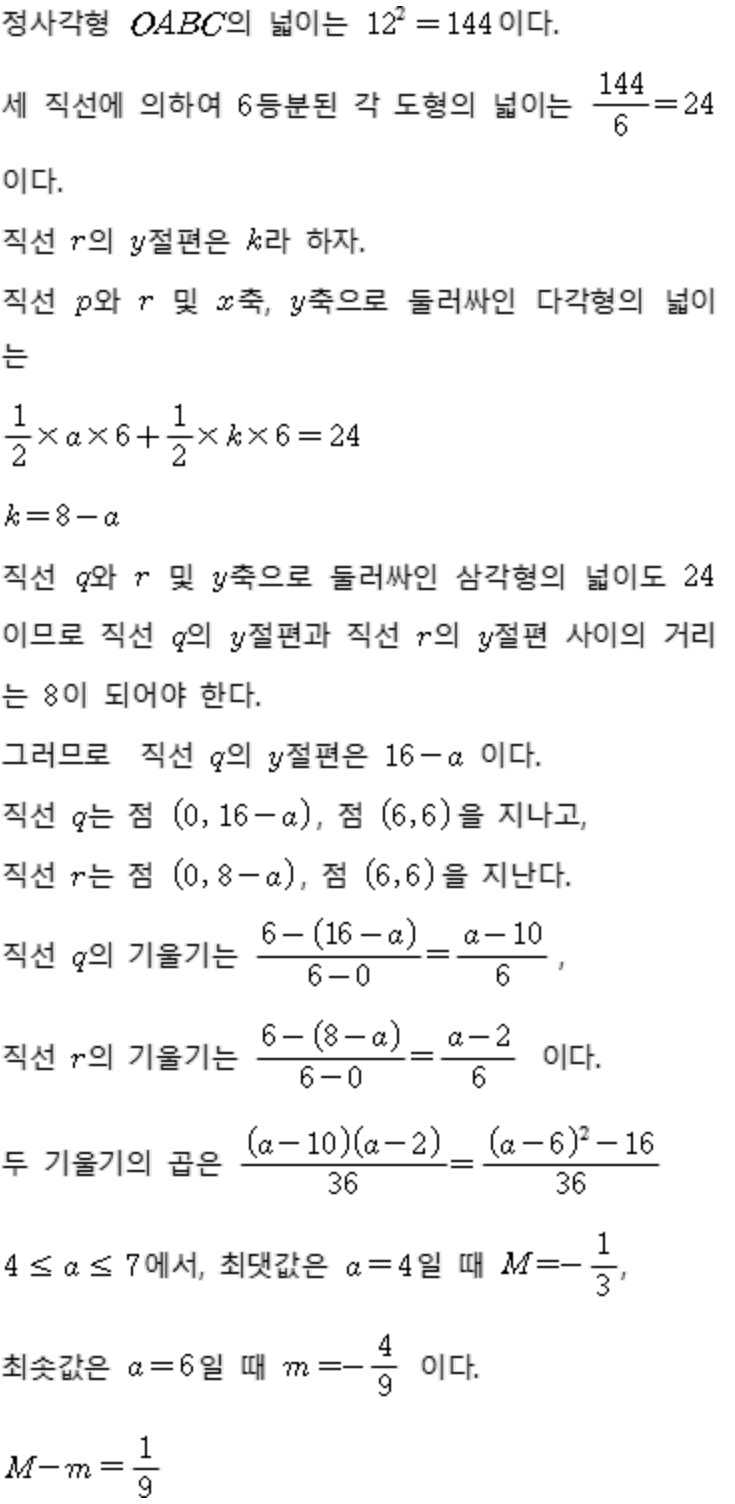 정사각형 OABC의 넓이는 12² = 144이다.
세 직선에 의하여 6등분된 각 도형의 넓이는 144/6 = 24
이다.
직선 r의 y절편은 k라 하자.
직선 p와 r 및 x축, y축으로 둘러싸인 다각형의 넓이
는
1/2 × a × 6 + 1/2 × k × 6 = 24
k = 8 − a
직선 q와 r 및 y축으로 둘러싸인 삼각형의 넓이도 24
이므로 직선 q의 y절편과 직선 r의 y절편 사이의 거리
는 8이 되어야 한다.
그러므로 직선 q의 y절편은 16 − a 이다.
직선 q는 점 (0, 16 − a), 점 (6,6)을 지나고,
직선 r는 점 (0, 8 − a), 점 (6,6)을 지난다.
직선 q의 기울기는 (6 − (16 − a))/(6 − 0) = (a − 10)/6 ,
직선 r의 기울기는 (6 − (8 − a))/(6 − 0) = (a − 2)/6 이다.
두 기울기의 곱은 ((a − 10)(a − 2))/36 = ((a − 6)² − 16)/36
4 ≤ a ≤ 7에서, 최댓값은 a = 4일 때 M = − 1/3,
최솟값은 a = 6일 때 m = − 4/9 이다.
M − m = 1/9